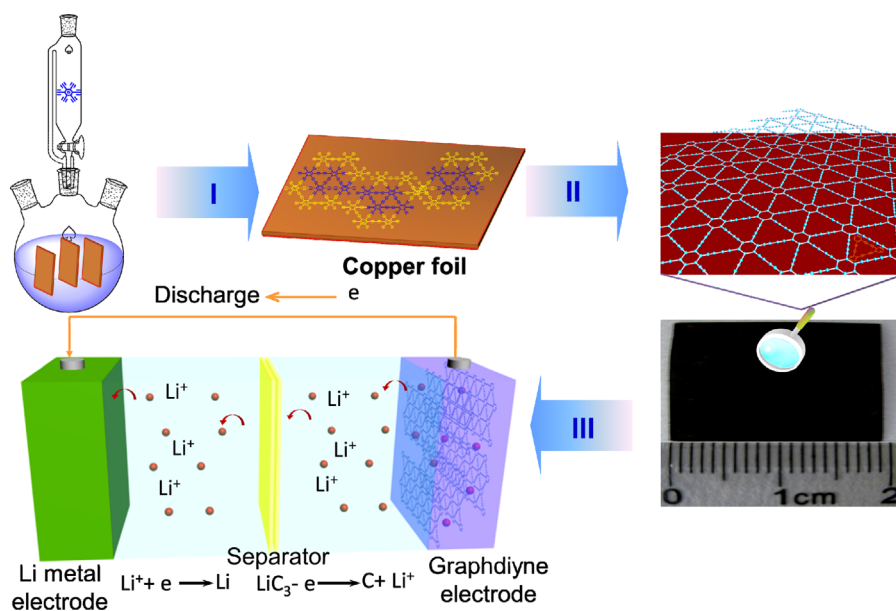 I
II
Copper foil
Discharge
e
Li⁺
Li⁺
Li⁺
Li⁺
Li⁺
Li⁺
III
0
1cm
2
Separator
Li metal
electrode
Li⁺+ e → Li
LiC₃- e → C+ Li⁺
Graphdiyne
electrode